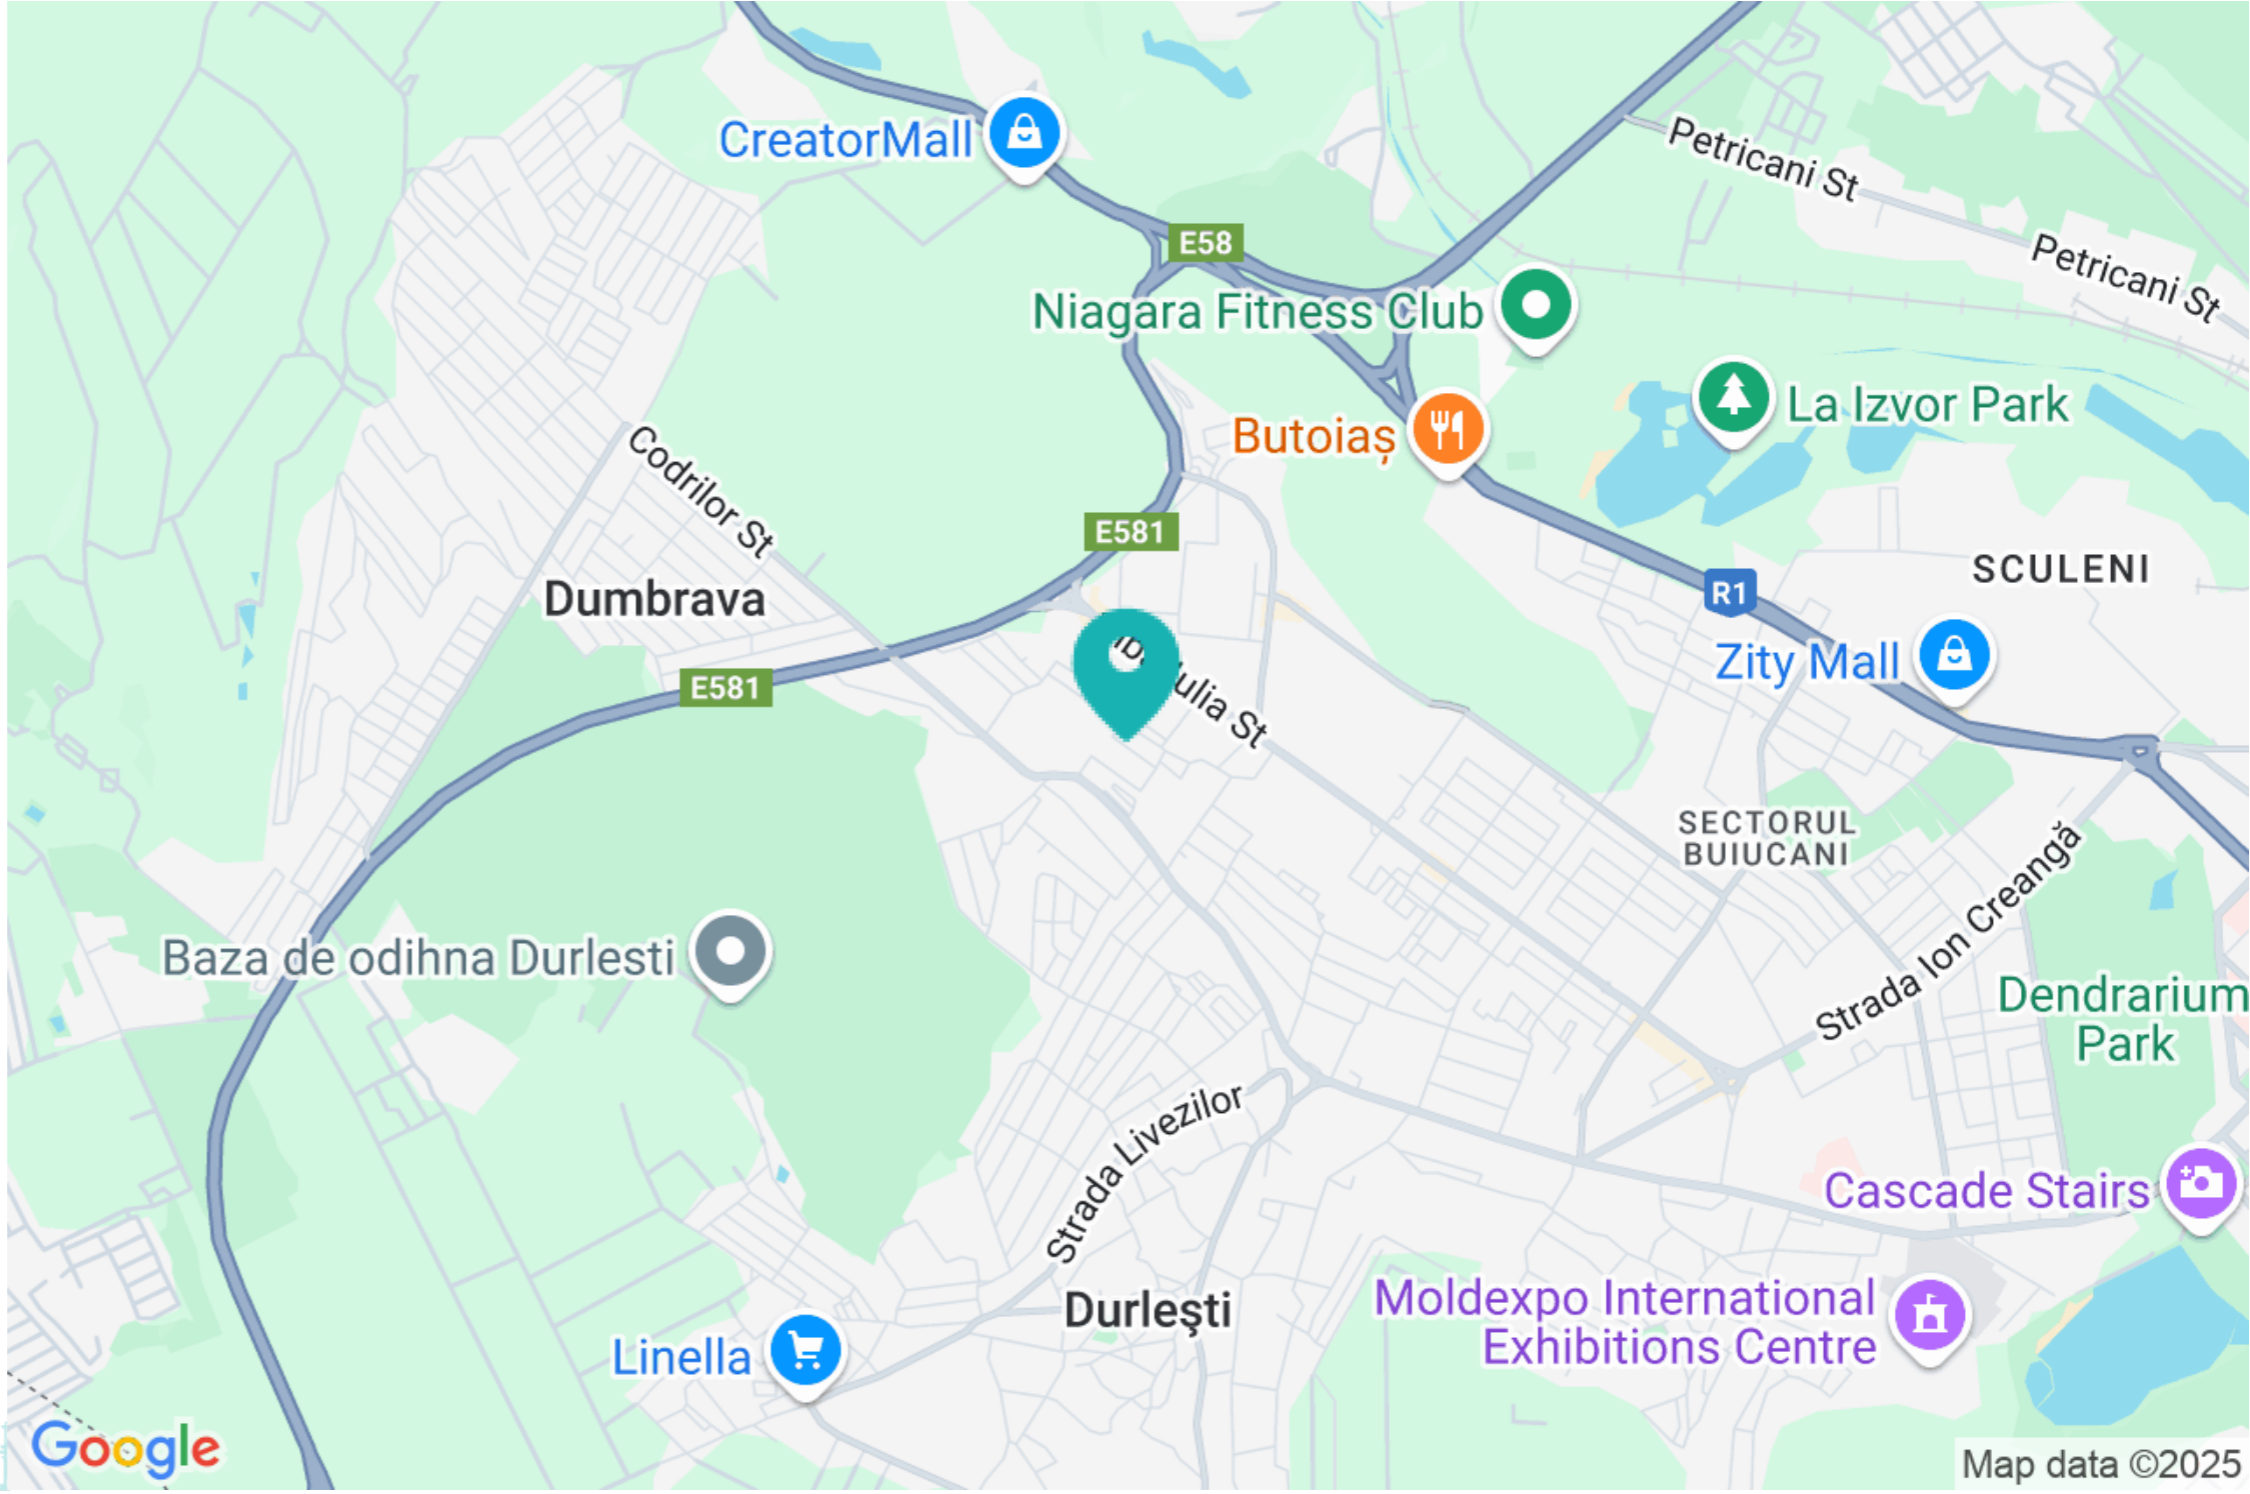 CreatorMall
Petricani St
E58
Petricani St
Niagara Fitness Club
La Izvor Park
Butoiaș
Codrilor St
E581
SCULENI
R1
Dumbrava
Zity Mall
E581
ulia St
SECTORUL
BUIUCANI
Strada Ion Creangă
Baza de odihna Durlesti
Dendrarium
Park
Strada Livezilor
Cascade Stairs
Durleşti
Moldexpo International
Exhibitions Centre
Linella
Google
Map data ©2025